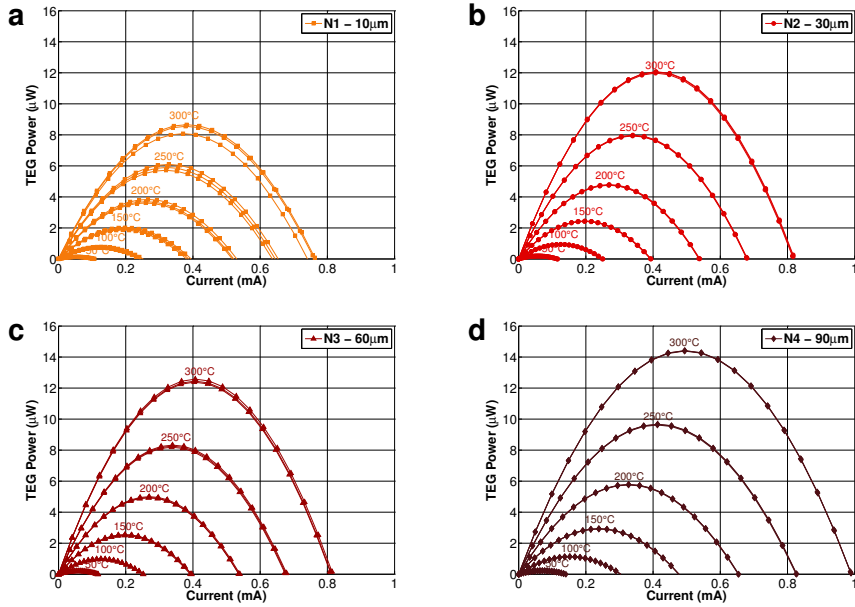 a
N1 – 10μm
TEG Power (μW)
16
14
12
10
8
6
4
2
0
300°C
250°C
200°C
150°C
100°C
50°C
0
0.2
0.4
0.6
0.8
1
Current (mA)
b
N2 – 30μm
TEG Power (μW)
16
14
12
10
8
6
4
2
0
300°C
250°C
200°C
150°C
100°C
50°C
0
0.2
0.4
0.6
0.8
1
Current (mA)
c
N3 – 60μm
TEG Power (μW)
16
14
12
10
8
6
4
2
0
300°C
250°C
200°C
150°C
100°C
50°C
0
0.2
0.4
0.6
0.8
1
Current (mA)
d
N4 – 90μm
TEG Power (μW)
16
14
12
10
8
6
4
2
0
300°C
250°C
200°C
150°C
100°C
50°C
0
0.2
0.4
0.6
0.8
1
Current (mA)